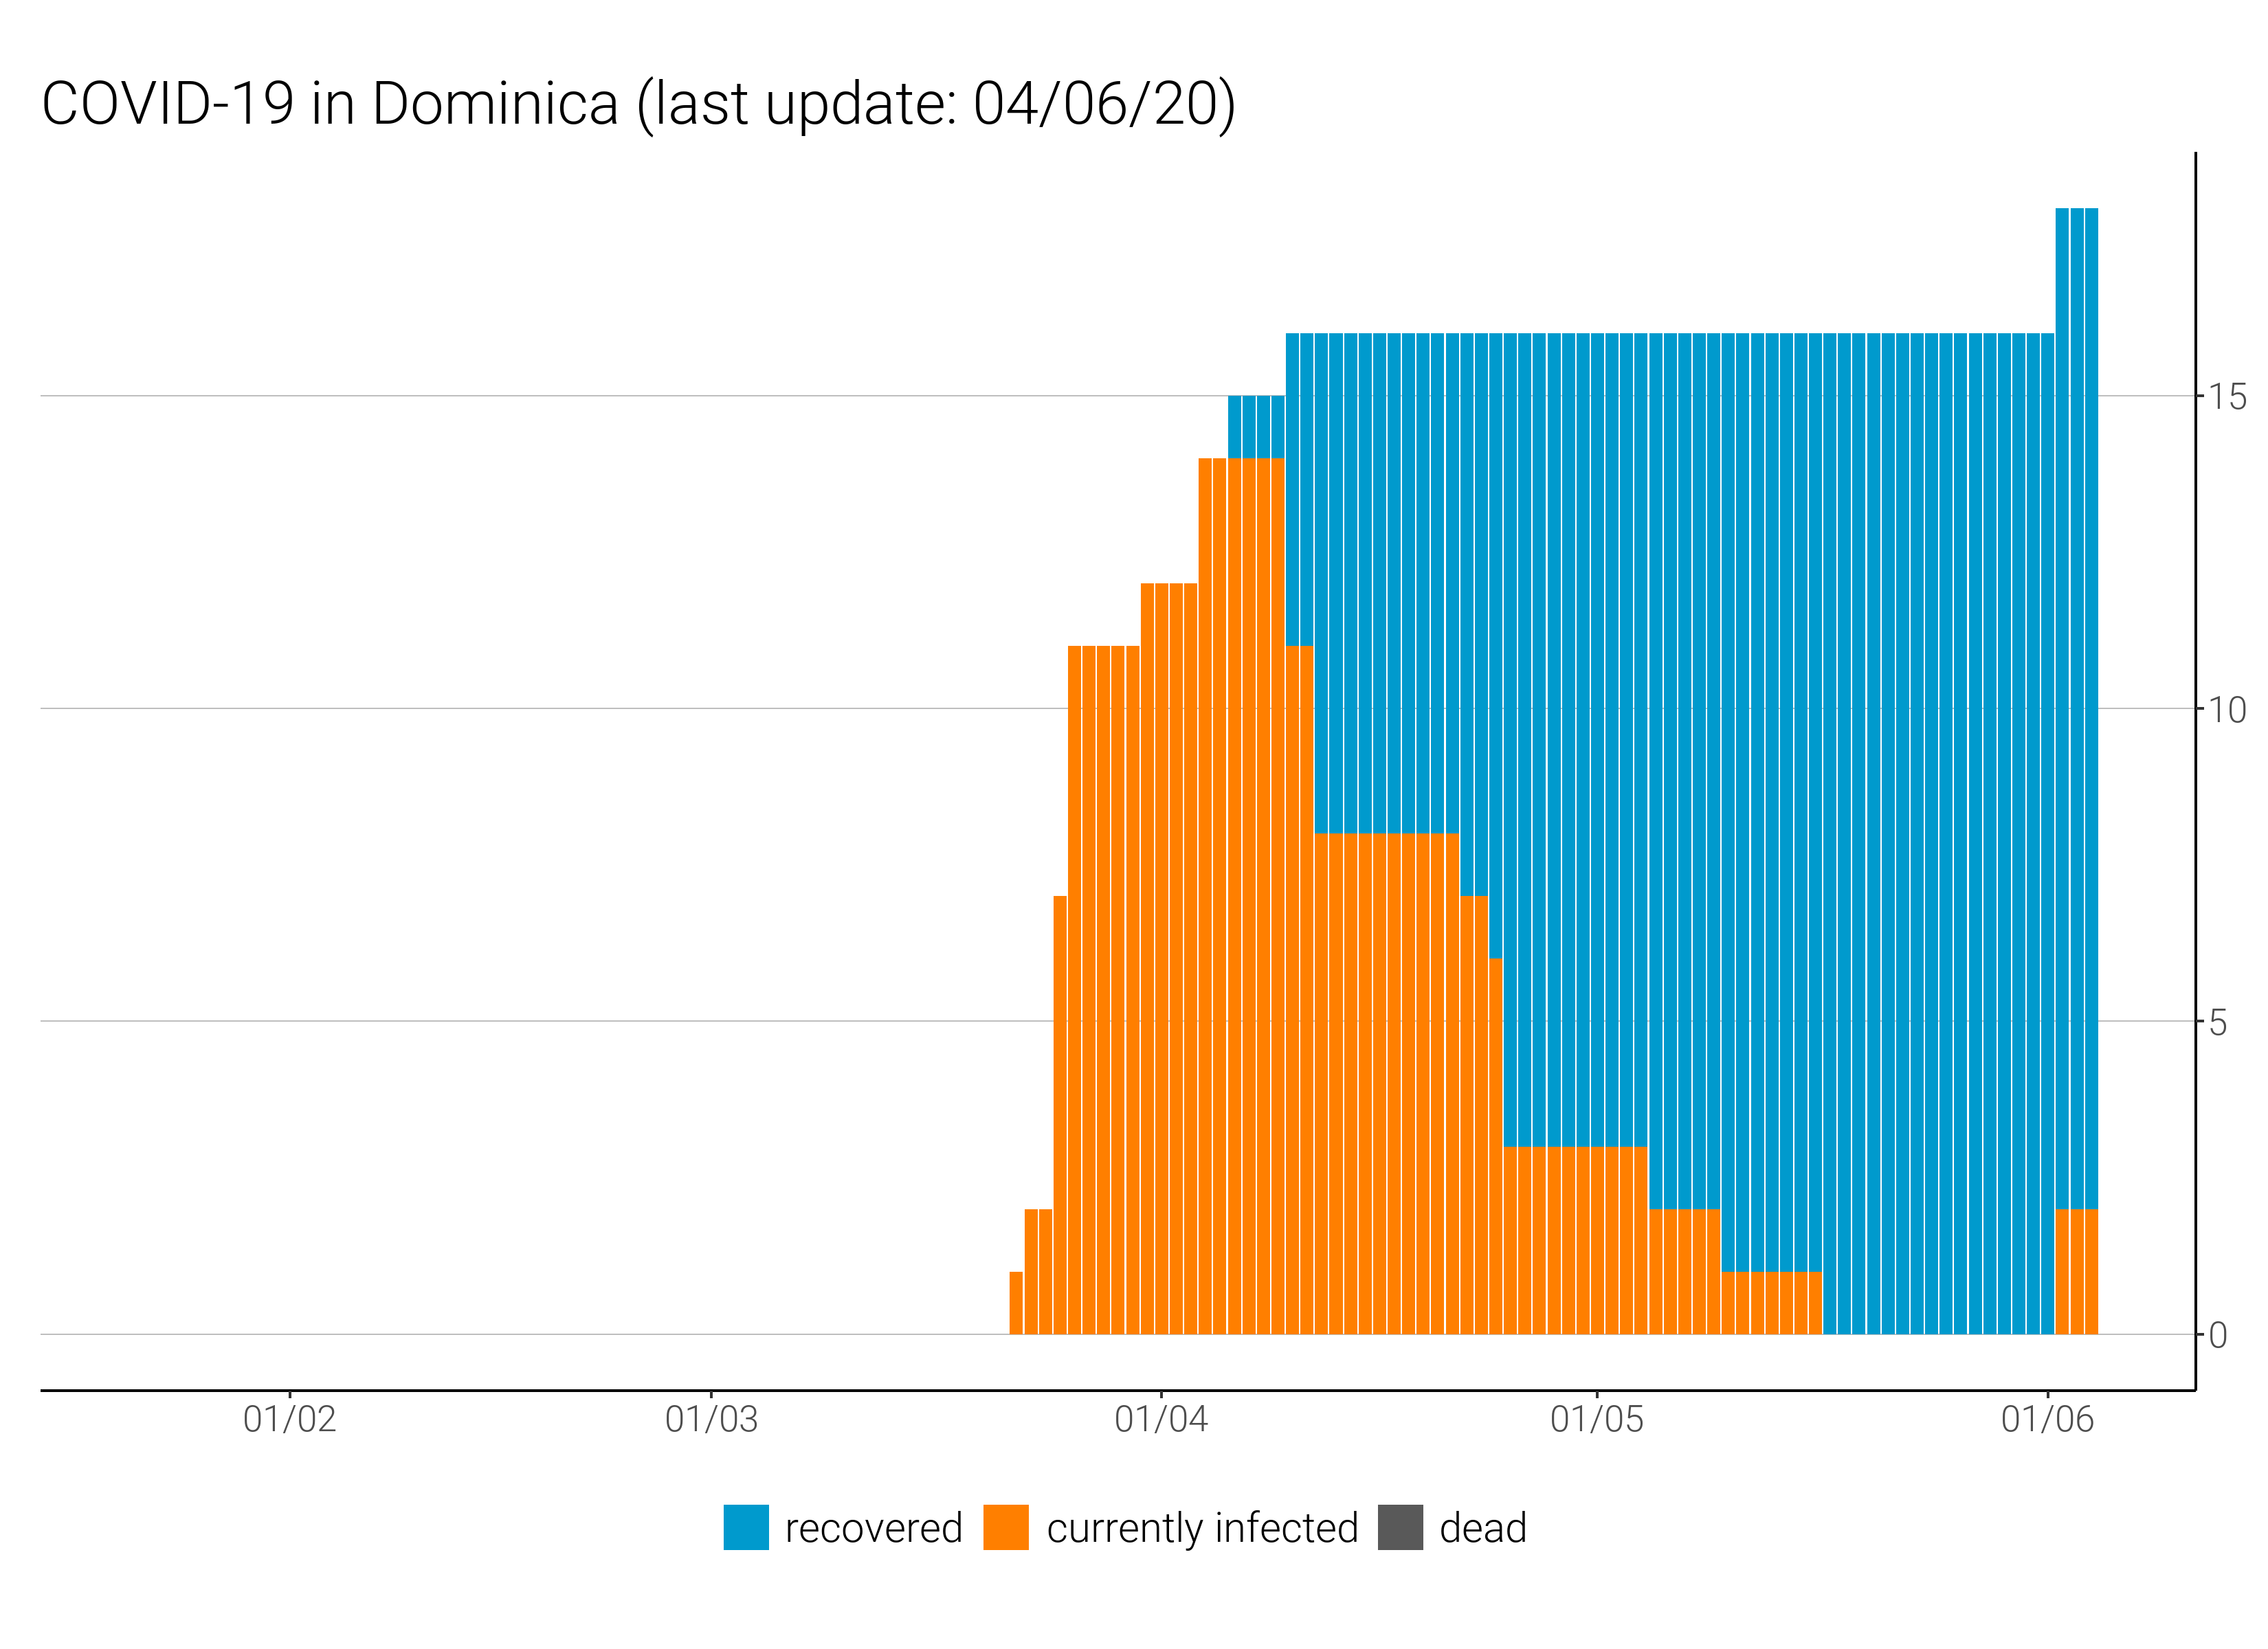 COVID-19 in Dominica (last update: 04/06/20)
15
10
5
0
01/02 01/03 01/04 01/05 01/06
recovered currently infected dead